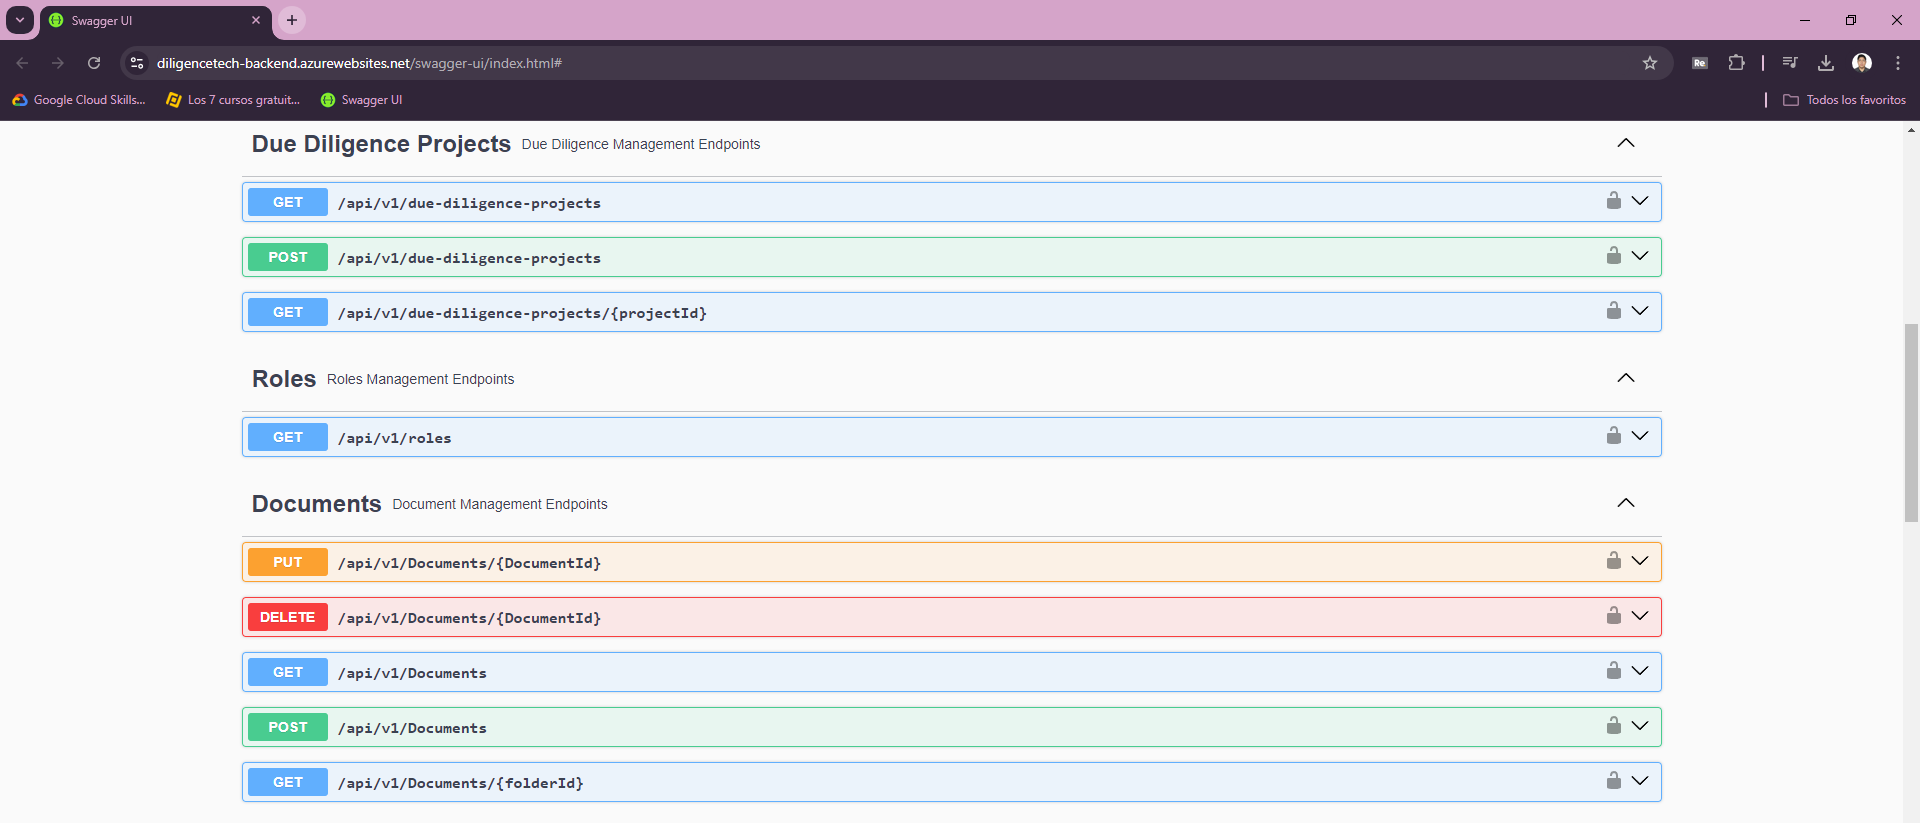 Swagger UI
diligencetech-backend.azurewebsites.net/swagger-ui/index.html#
Re
Google Cloud Skills... Los 7 cursos gratuit... Swagger UI Todos los favoritos
Due Diligence Projects Due Diligence Management Endpoints
GET /api/v1/due-diligence-projects
POST /api/v1/due-diligence-projects
GET /api/v1/due-diligence-projects/{projectId}
Roles Roles Management Endpoints
GET /api/v1/roles
Documents Document Management Endpoints
PUT /api/v1/Documents/{DocumentId}
DELETE /api/v1/Documents/{DocumentId}
GET /api/v1/Documents
POST /api/v1/Documents
GET /api/v1/Documents/{folderId}